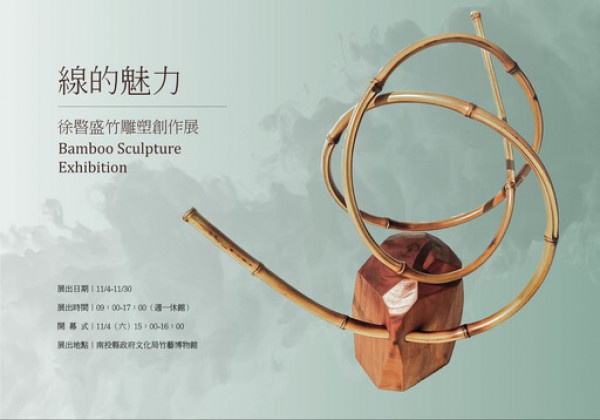 線的魅力
徐暋盛竹雕塑創作展
Bamboo Sculpture
Exhibition
展出日期｜11/4-11/30
展出時間｜09：00-17：00（週一休館）
開 幕 式｜11/4（六）15：00-16：00
展出地點｜南投縣政府文化局竹藝博物館